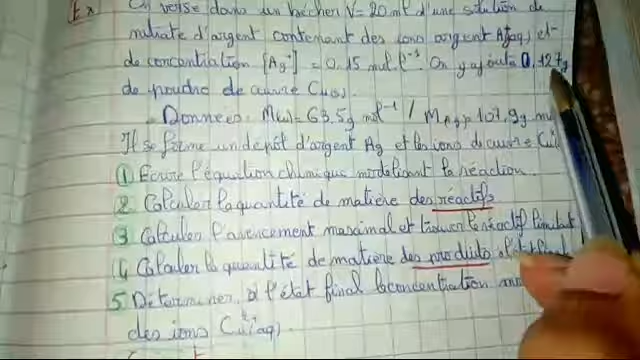 Ex On verse dans un bécher V= 20 ml d'une solution de
nitrate d'argent contenant des ions argent Ag⁺(aq) et
de concentration [Ag⁺] = 0.15 mol.l⁻¹. On y ajoute 0,127g
de poudre de cuivre Cu(s).
Données: M(Cu)= 63,5g mol⁻¹ / M(Ag)= 107,9g
Il se forme un dépôt d'argent Ag et les ions de cuivre Cu
1 Ecrire l'équation chimique modélisant la réaction.
2 Calculer la quantité de matière des réactifs
3 Calculer l'avancement maximal et trouver le réactif limitant
4 Calculer la quantité de matière des produits
5 Déterminer, à l'état final la concentration
des ions Cu²⁺(aq).